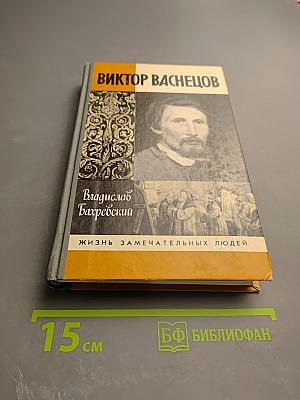 ВИКТОР ВАСНЕЦОВ
Владислав
Бахревский
ЖИЗНЬ ЗАМЕЧАТЕЛЬНЫХ ЛЮДЕЙ
15 см
БФ БИБЛИОФАН